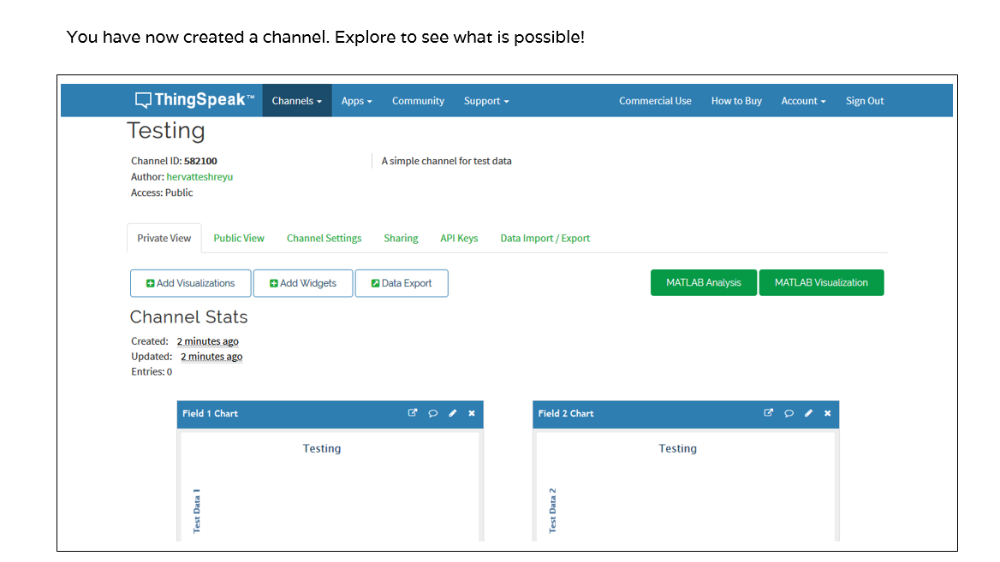 You have now created a channel. Explore to see what is possible!
ThingSpeak™ Channels Apps Community Support Commercial Use How to Buy Account Sign Out
Testing
Channel ID: 582100
A simple channel for test data
Author: hervatteshreyu
Access: Public
Private View Public View Channel Settings Sharing API Keys Data Import / Export
Add Visualizations Add Widgets Data Export MATLAB Analysis MATLAB Visualization
Channel Stats
Created: 2 minutes ago
Updated: 2 minutes ago
Entries: 0
Field 1 Chart
Testing
Test Data 1
Field 2 Chart
Testing
Test Data 2